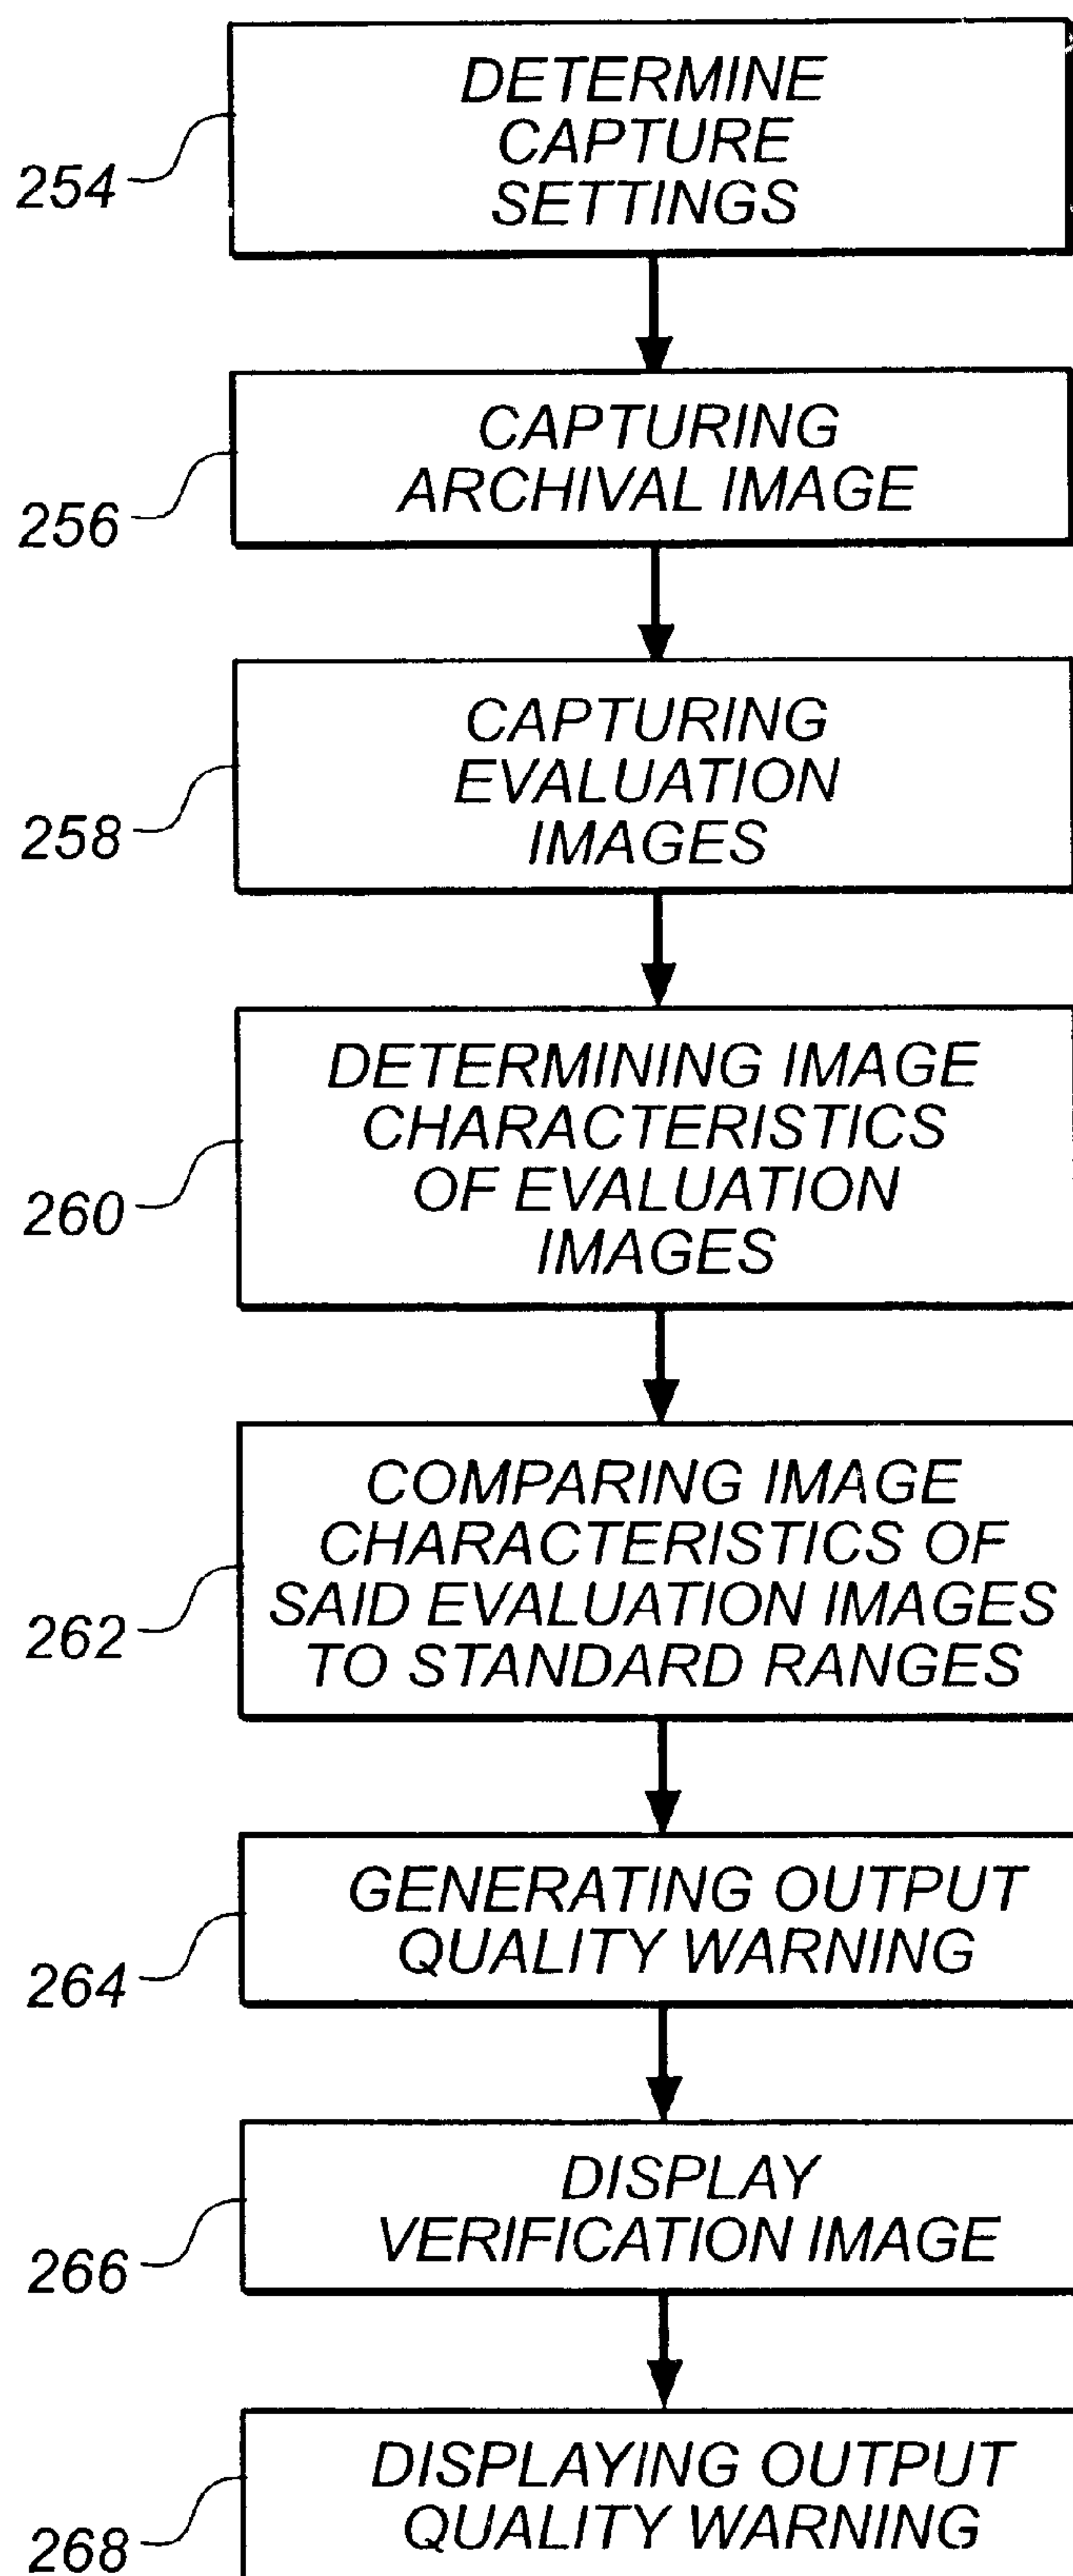 DETERMINE
CAPTURE
SETTINGS
254
CAPTURING
ARCHIVAL IMAGE
256
CAPTURING
EVALUATION
IMAGES
258
DETERMINING IMAGE
CHARACTERISTICS
OF EVALUATION
IMAGES
260
COMPARING IMAGE
CHARACTERISTICS OF
SAID EVALUATION IMAGES
TO STANDARD RANGES
262
GENERATING OUTPUT
QUALITY WARNING
264
DISPLAY
VERIFICATION IMAGE
266
DISPLAYING OUTPUT
QUALITY WARNING
268